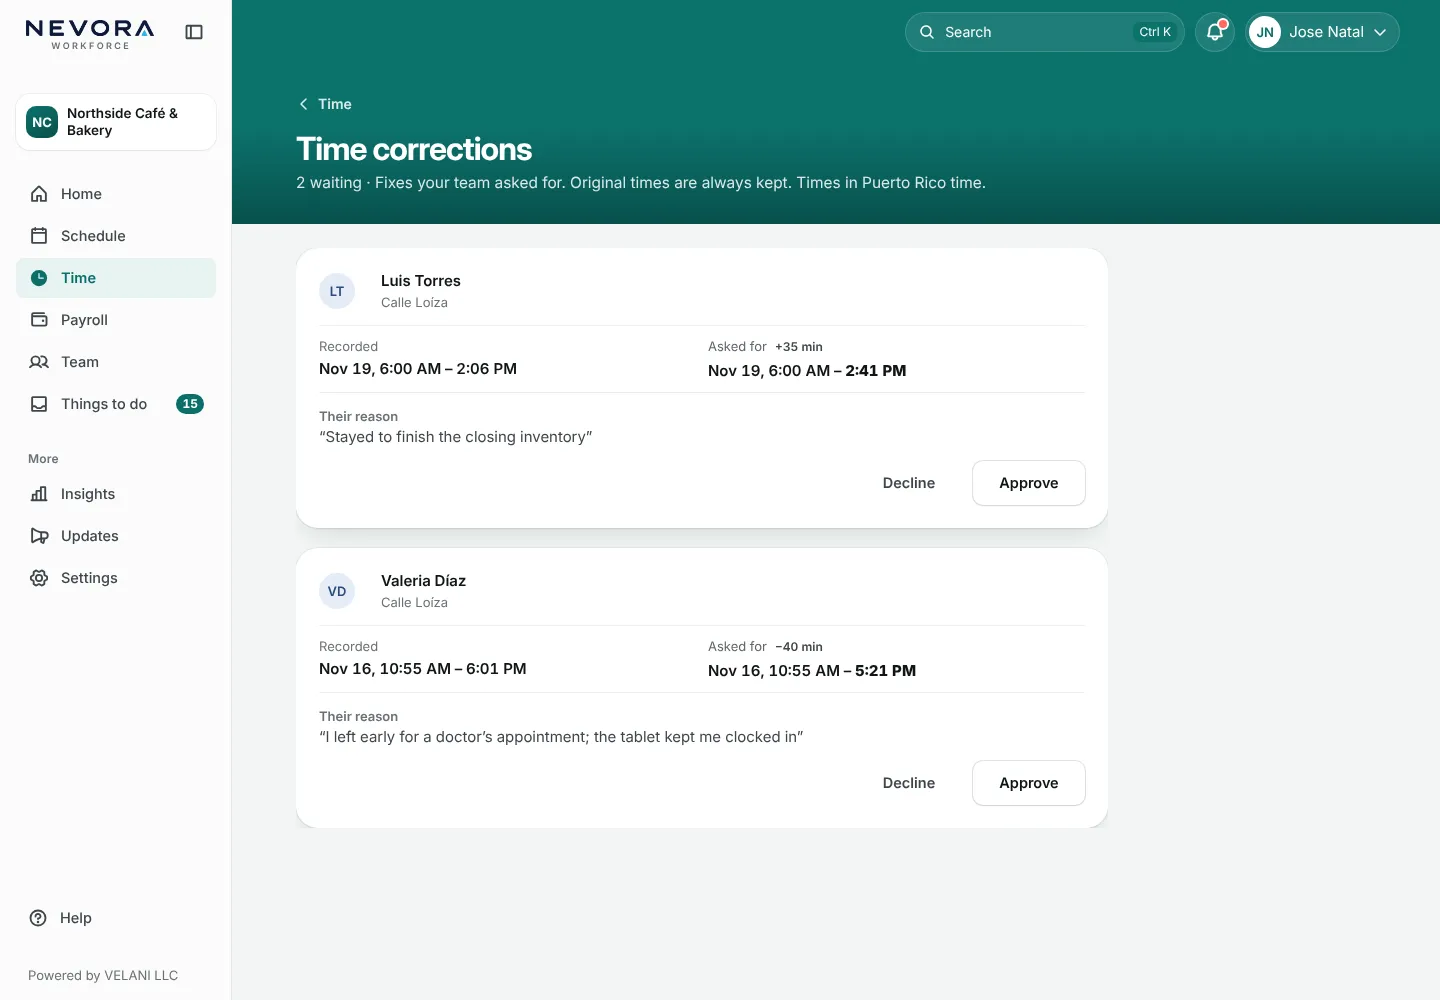 NEVORA
WORKFORCE
Search
Ctrl K
JN
Jose Natal
NC
Northside Café &
Bakery
Home
Schedule
Time
Payroll
Team
Things to do
15
More
Insights
Updates
Settings
Help
Powered by VELANI LLC
Time
Time corrections
2 waiting · Fixes your team asked for. Original times are always kept. Times in Puerto Rico time.
LT
Luis Torres
Calle Loíza
Recorded
Nov 19, 6:00 AM – 2:06 PM
Asked for +35 min
Nov 19, 6:00 AM – 2:41 PM
Their reason
“Stayed to finish the closing inventory”
Decline
Approve
VD
Valeria Díaz
Calle Loíza
Recorded
Nov 16, 10:55 AM – 6:01 PM
Asked for −40 min
Nov 16, 10:55 AM – 5:21 PM
Their reason
“I left early for a doctor’s appointment; the tablet kept me clocked in”
Decline
Approve